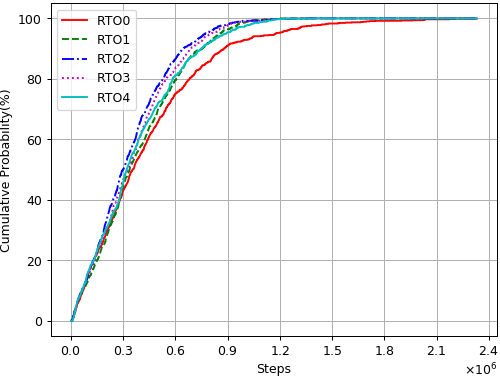 100
80
60
40
20
0
Cumulative Probability(%)
RTO0
RTO1
RTO2
RTO3
RTO4
0.0 0.3 0.6 0.9 1.2 1.5 1.8 2.1 2.4
Steps
×10⁶